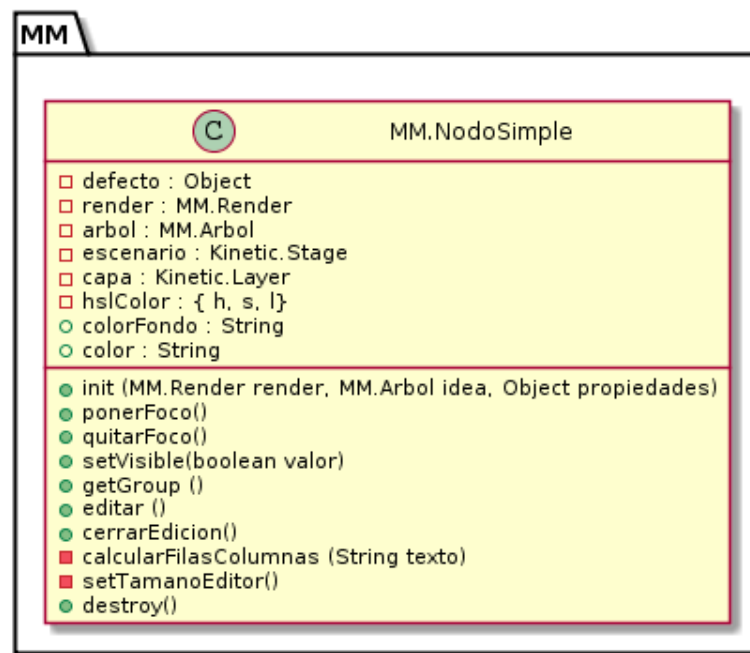 MM
C MM.NodoSimple
defecto : Object
render : MM.Render
arbol : MM.Arbol
escenario : Kinetic.Stage
capa : Kinetic.Layer
hslColor : { h, s, l}
colorFondo : String
color : String
init (MM.Render render, MM.Arbol idea, Object propiedades)
ponerFoco()
quitarFoco()
setVisible(boolean valor)
getGroup ()
editar ()
cerrarEdicion()
calcularFilasColumnas (String texto)
setTamanoEditor()
destroy()